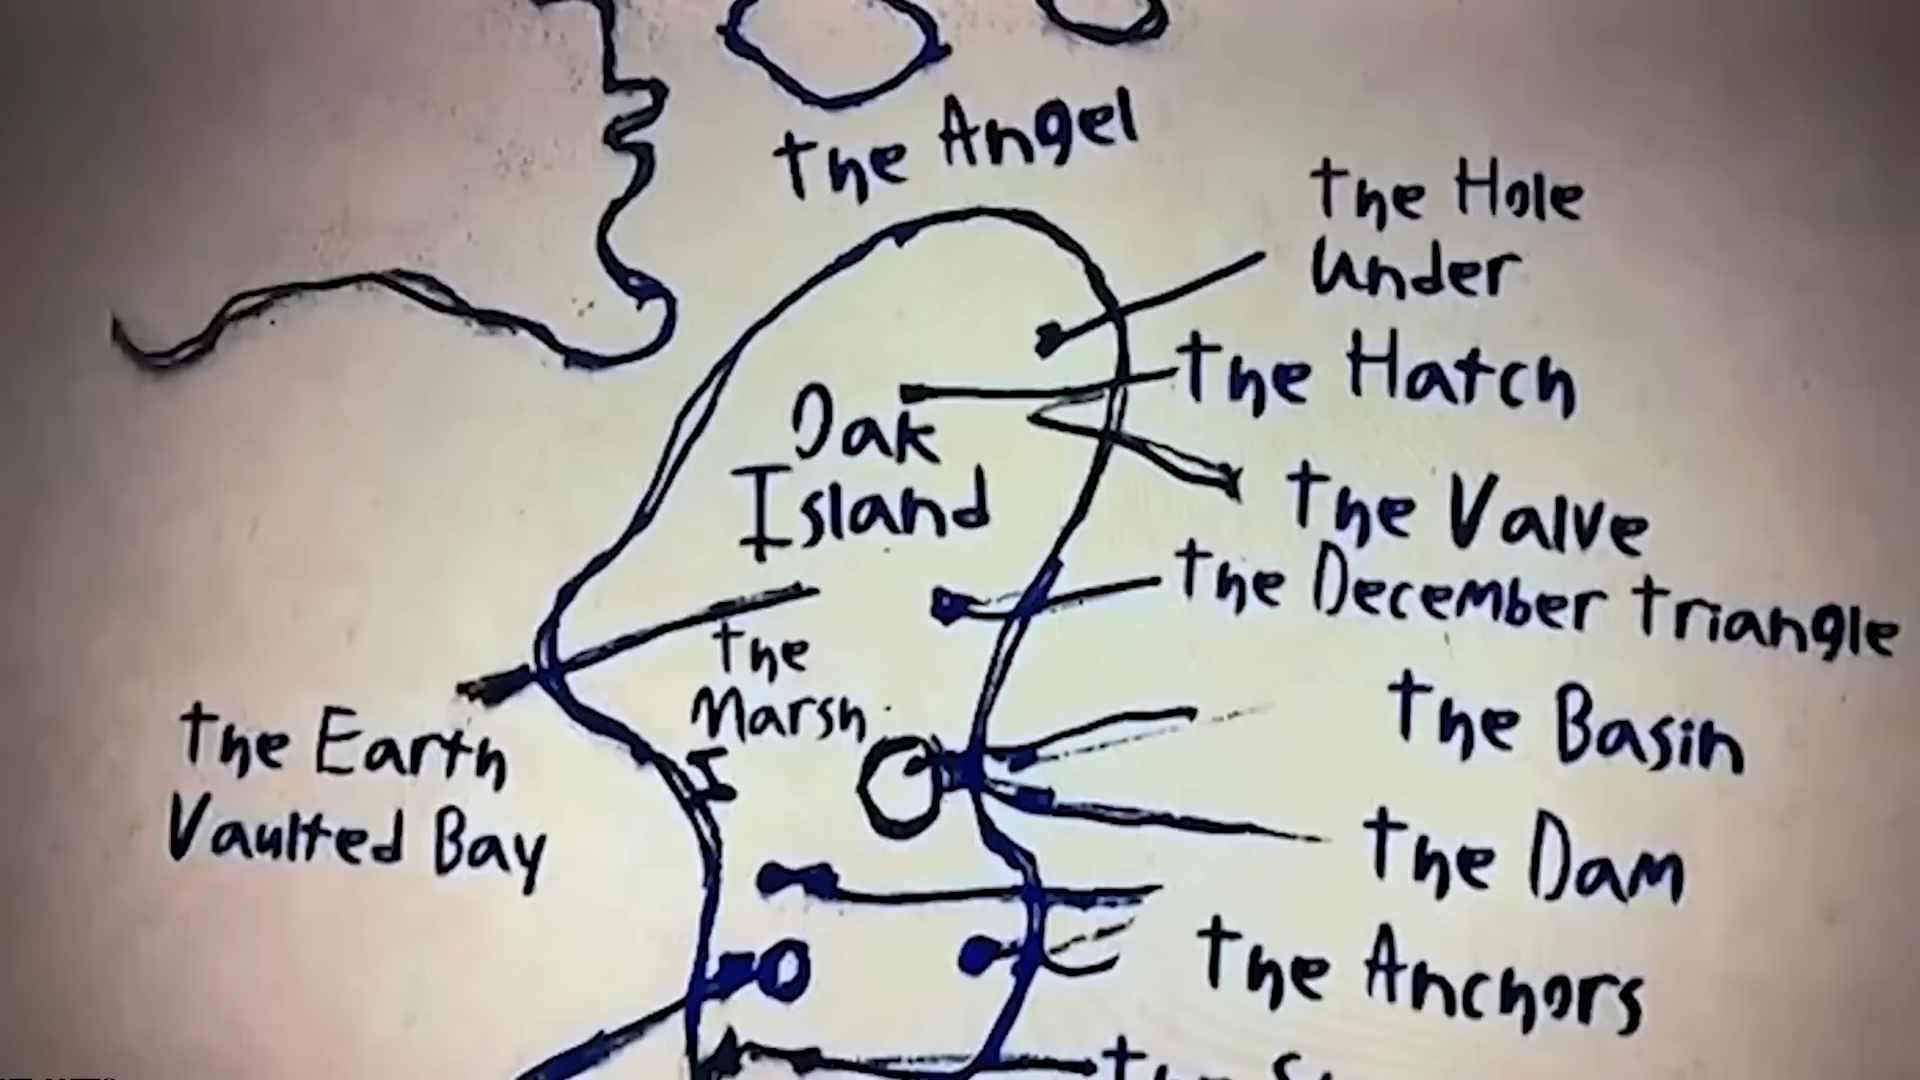 the Angel
the Hole
under
the Hatch
Oak
Island
the Valve
the December triangle
the
Marsh
the Basin
the Earth
Vaulted Bay
the Dam
the Anchors
the